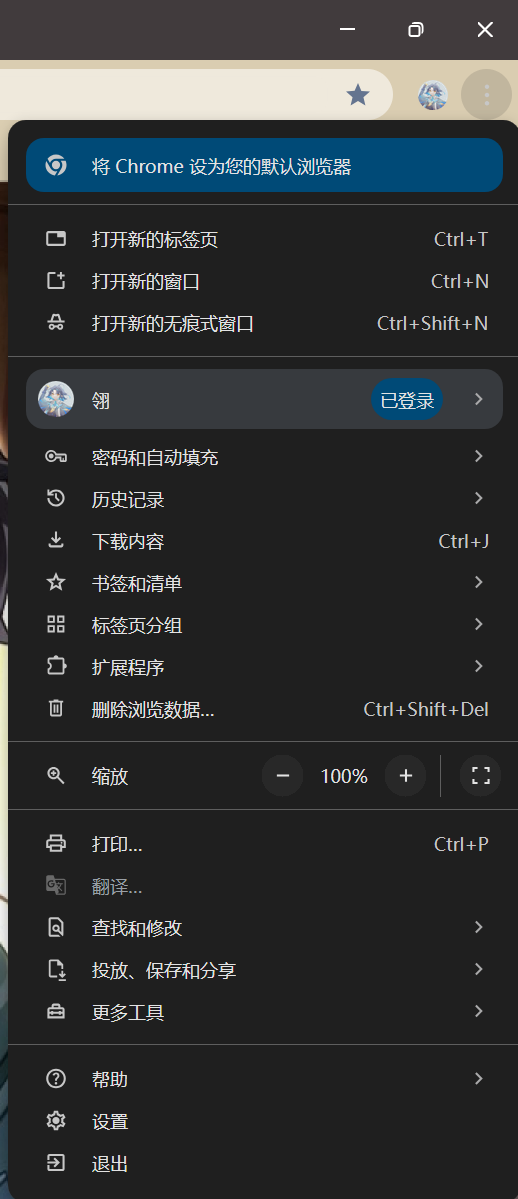 将 Chrome 设为您的默认浏览器
打开新的标签页 Ctrl+T
打开新的窗口 Ctrl+N
打开新的无痕式窗口 Ctrl+Shift+N
翎 已登录
密码和自动填充
历史记录
下载内容 Ctrl+J
书签和清单
标签页分组
扩展程序
删除浏览数据... Ctrl+Shift+Del
缩放 100%
打印... Ctrl+P
翻译...
查找和修改
投放、保存和分享
更多工具
帮助
设置
退出